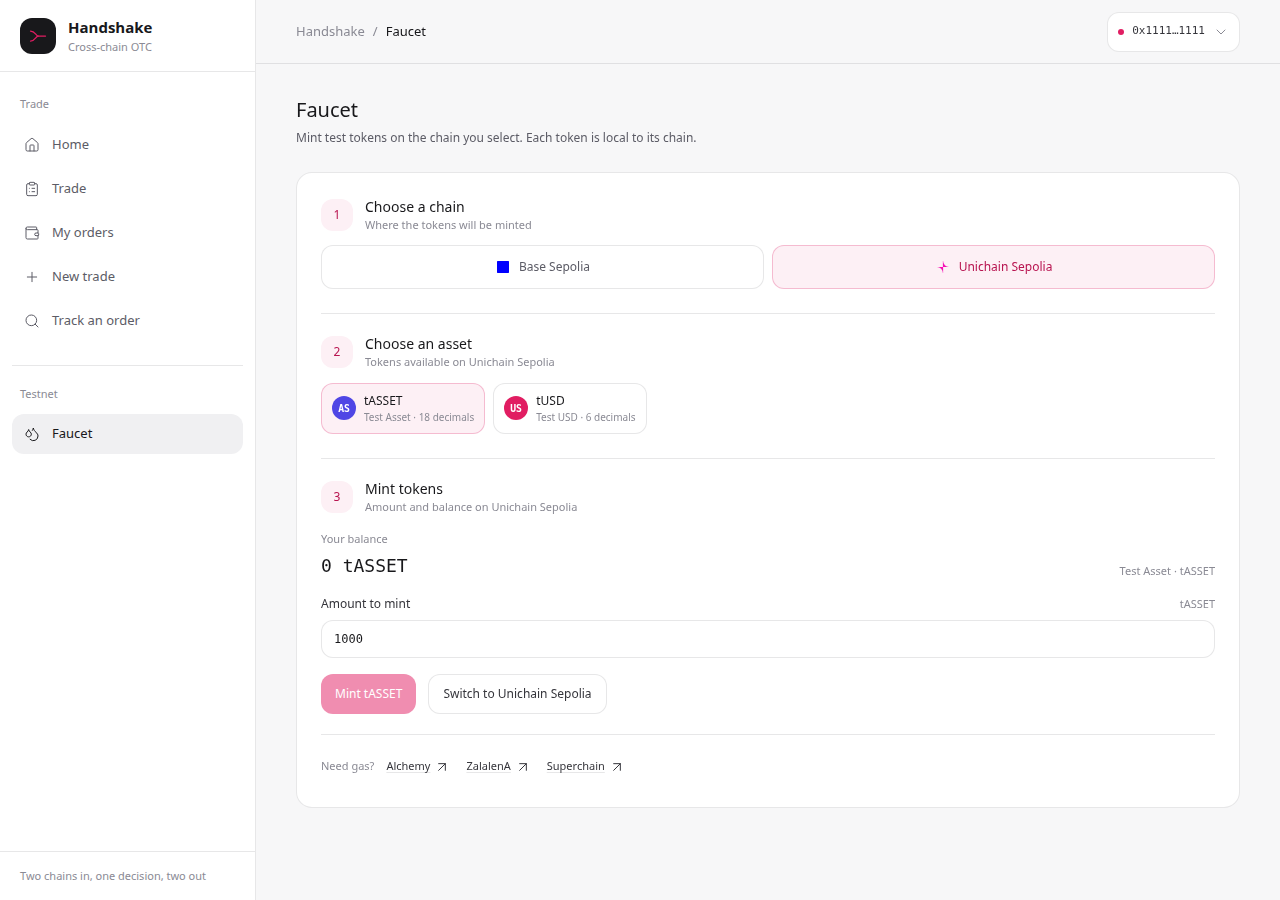 Handshake
Cross-chain OTC
Trade
Home
Trade
My orders
New trade
Track an order
Testnet
Faucet
Two chains in, one decision, two out
Handshake / Faucet
0x1111…1111
Faucet
Mint test tokens on the chain you select. Each token is local to its chain.
1
Choose a chain
Where the tokens will be minted
Base Sepolia
Unichain Sepolia
2
Choose an asset
Tokens available on Unichain Sepolia
AS
tASSET
Test Asset · 18 decimals
US
tUSD
Test USD · 6 decimals
3
Mint tokens
Amount and balance on Unichain Sepolia
Your balance
0 tASSET
Test Asset · tASSET
Amount to mint
tASSET
1000
Mint tASSET
Switch to Unichain Sepolia
Need gas? Alchemy ZalalenA Superchain